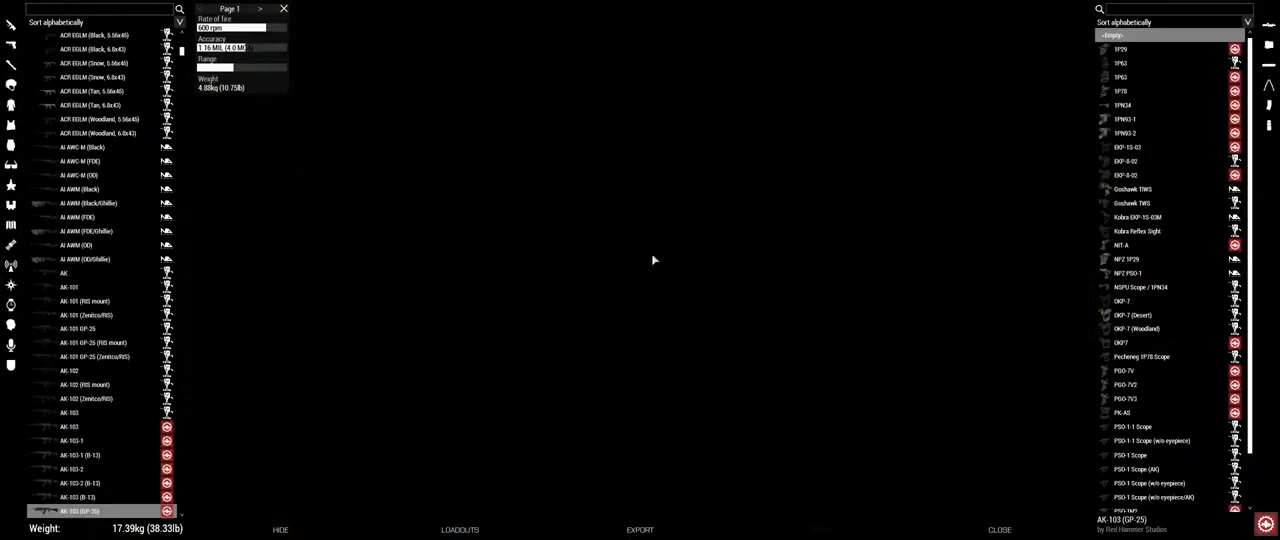 Sort alphabetically
ACR EGLM (Black, 5.56x45)
ACR EGLM (Black, 6.8x43)
ACR EGLM (Snow, 5.56x45)
ACR EGLM (Snow, 6.8x43)
ACR EGLM (Tan, 5.56x45)
ACR EGLM (Tan, 6.8x43)
ACR EGLM (Woodland, 5.56x45)
ACR EGLM (Woodland, 6.8x43)
AI AWC-M (Black)
AI AWC-M (FDE)
AI AWC-M (OD)
AI AWM (Black)
AI AWM (Black/Ghillie)
AI AWM (FDE)
AI AWM (FDE/Ghillie)
AI AWM (OD)
AI AWM (OD/Ghillie)
AK
AK-101
AK-101 (RIS mount)
AK-101 (Zenitco/RIS)
AK-101 GP-25
AK-101 GP-25 (RIS mount)
AK-101 GP-25 (Zenitco/RIS)
AK-102
AK-102 (RIS mount)
AK-102 (Zenitco/RIS)
AK-103
AK-103
AK-103-1
AK-103-1 (B-13)
AK-103-2
AK-103-2 (B-13)
AK-103 (B-13)
AK-103 (GP-25)
Weight: 17.39kg (38.33lb)
< Page 1 >
Rate of fire
600 rpm
Accuracy
1.16 MIL (4.0 MOA)
Range
Weight
4.88kg (10.75lb)
HIDE LOADOUTS EXPORT CLOSE
Sort alphabetically
<Empty>
1P29
1P63
1P63
1P78
1PN34
1PN93-1
1PN93-2
EKP-1S-03
EKP-8-02
EKP-8-02
Goshawk TIWS
Goshawk TWS
Kobra EKP-1S-03M
Kobra Reflex Sight
NIT-A
NPZ 1P29
NPZ PSO-1
NSPU Scope / 1PN34
OKP-7
OKP-7 (Desert)
OKP-7 (Woodland)
OKP7
Pecheneg 1P78 Scope
PGO-7V
PGO-7V2
PGO-7V3
PK-AS
PSO-1-1 Scope
PSO-1-1 Scope (w/o eyepiece)
PSO-1 Scope
PSO-1 Scope (AK)
PSO-1 Scope (w/o eyepiece)
PSO-1 Scope (w/o eyepiece/AK)
PSO-1M2
AK-103 (GP-25)
by Red Hammer Studios